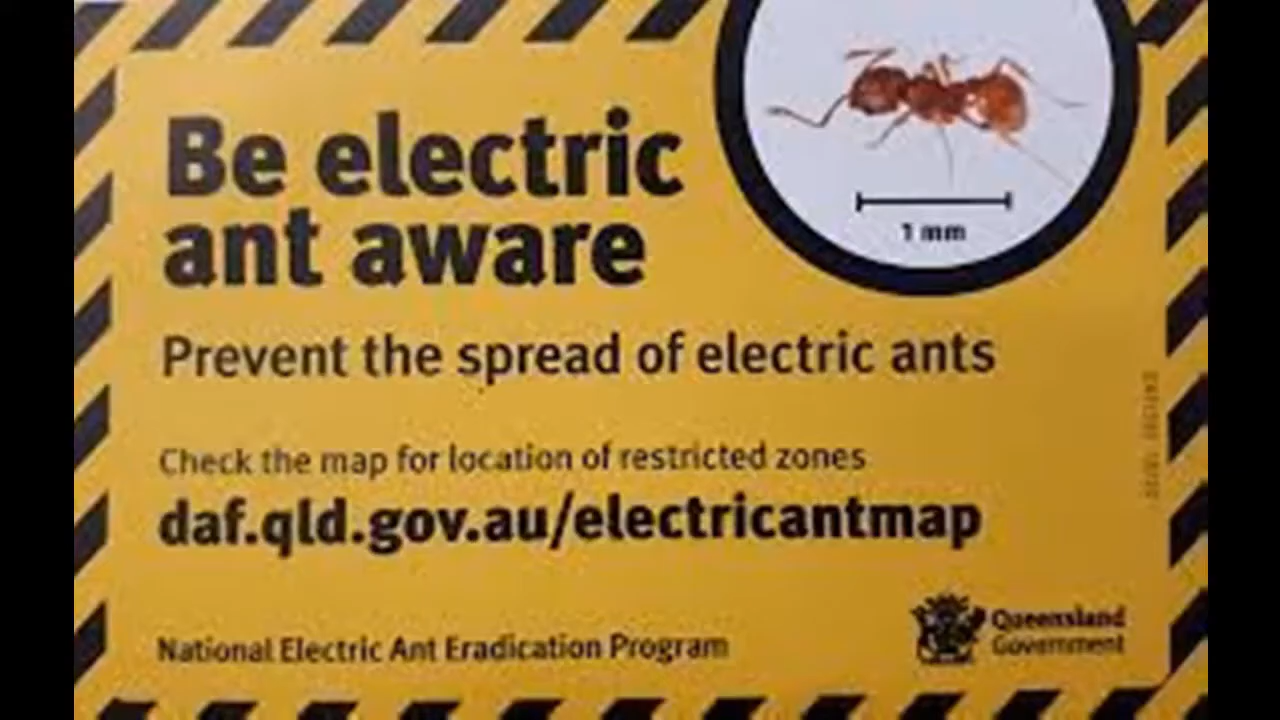 Be electric
ant aware
1 mm
Prevent the spread of electric ants
Check the map for location of restricted zones
daf.qld.gov.au/electricantmap
National Electric Ant Eradication Program
Queensland
Government